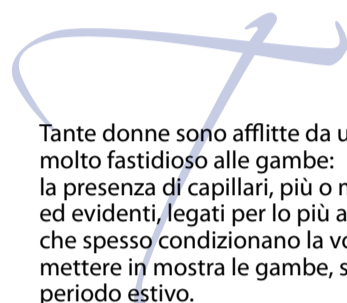 Tante donne sono afflitte da u
molto fastidioso alle gambe:
la presenza di capillari, più o m
ed evidenti, legati per lo più a
che spesso condizionano la vo
mettere in mostra le gambe, s
periodo estivo.